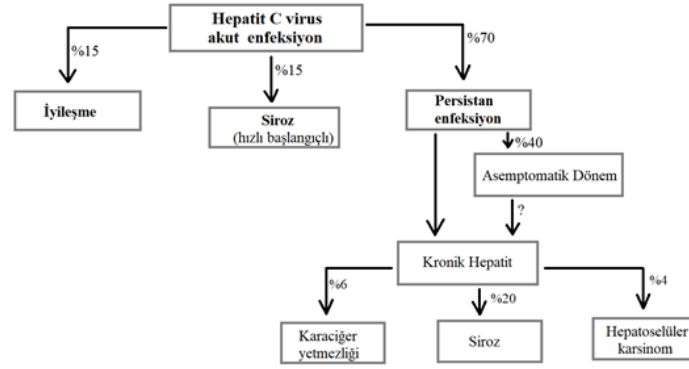 Hepatit C virus
akut enfeksiyon
%15
%15
%70
İyileşme
Siroz
(hızlı başlangıçlı)
Persistan
enfeksiyon
%40
Asemptomatik Dönem
?
Kronik Hepatit
%6
%20
%4
Karaciğer
yetmezliği
Siroz
Hepatoselüler
karsinom